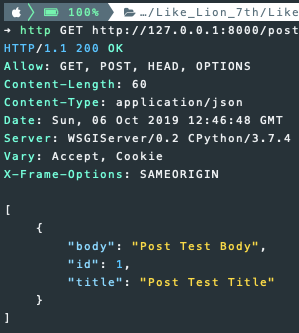 100% …/Like_Lion_7th/Like
➜ http GET http://127.0.0.1:8000/post
HTTP/1.1 200 OK
Allow: GET, POST, HEAD, OPTIONS
Content-Length: 60
Content-Type: application/json
Date: Sun, 06 Oct 2019 12:46:48 GMT
Server: WSGIServer/0.2 CPython/3.7.4
Vary: Accept, Cookie
X-Frame-Options: SAMEORIGIN
[
{
"body": "Post Test Body",
"id": 1,
"title": "Post Test Title"
}
]